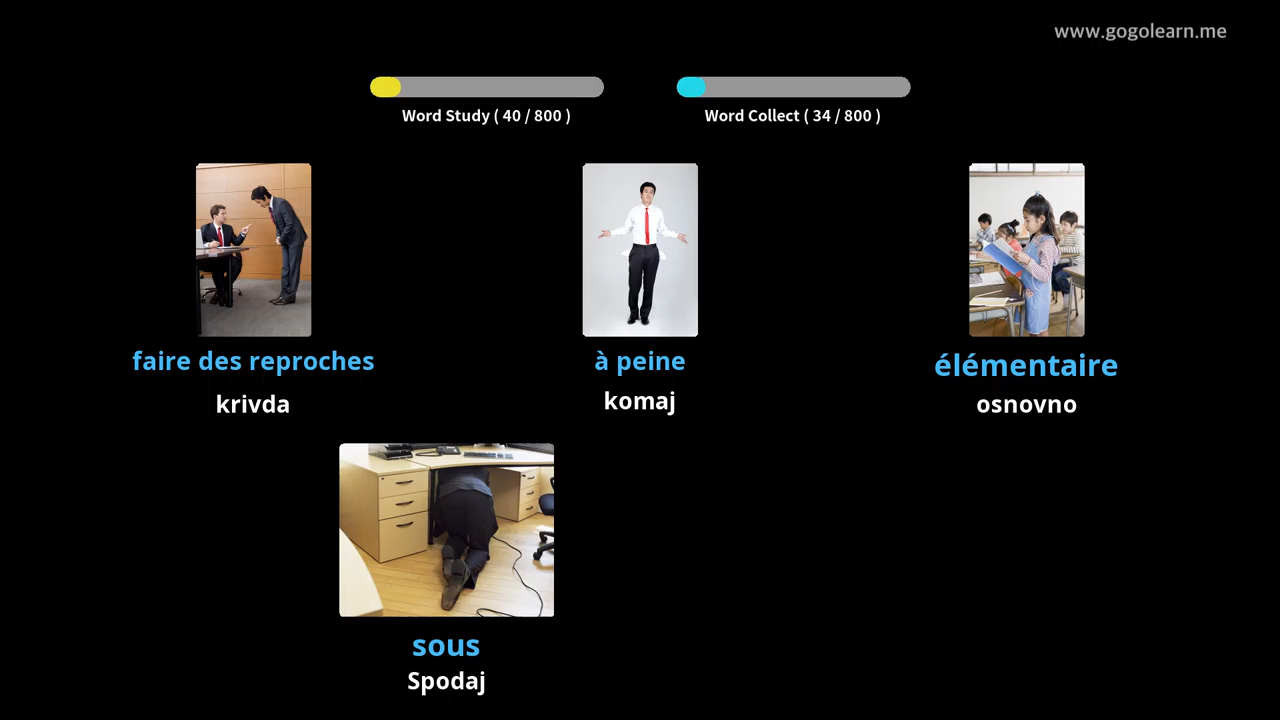 www.gogolearn.me
Word Study ( 40 / 800 )
Word Collect ( 34 / 800 )
faire des reproches
krivda
à peine
komaj
élémentaire
osnovno
sous
Spodaj